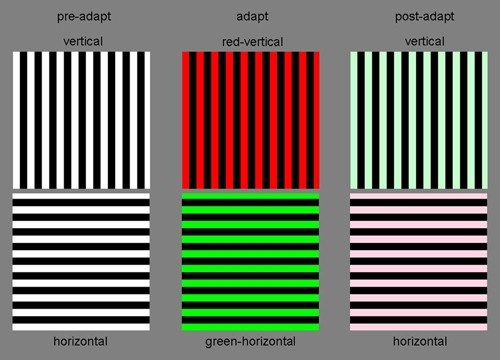 pre-adapt
adapt
post-adapt
vertical
red-vertical
vertical
horizontal
green-horizontal
horizontal